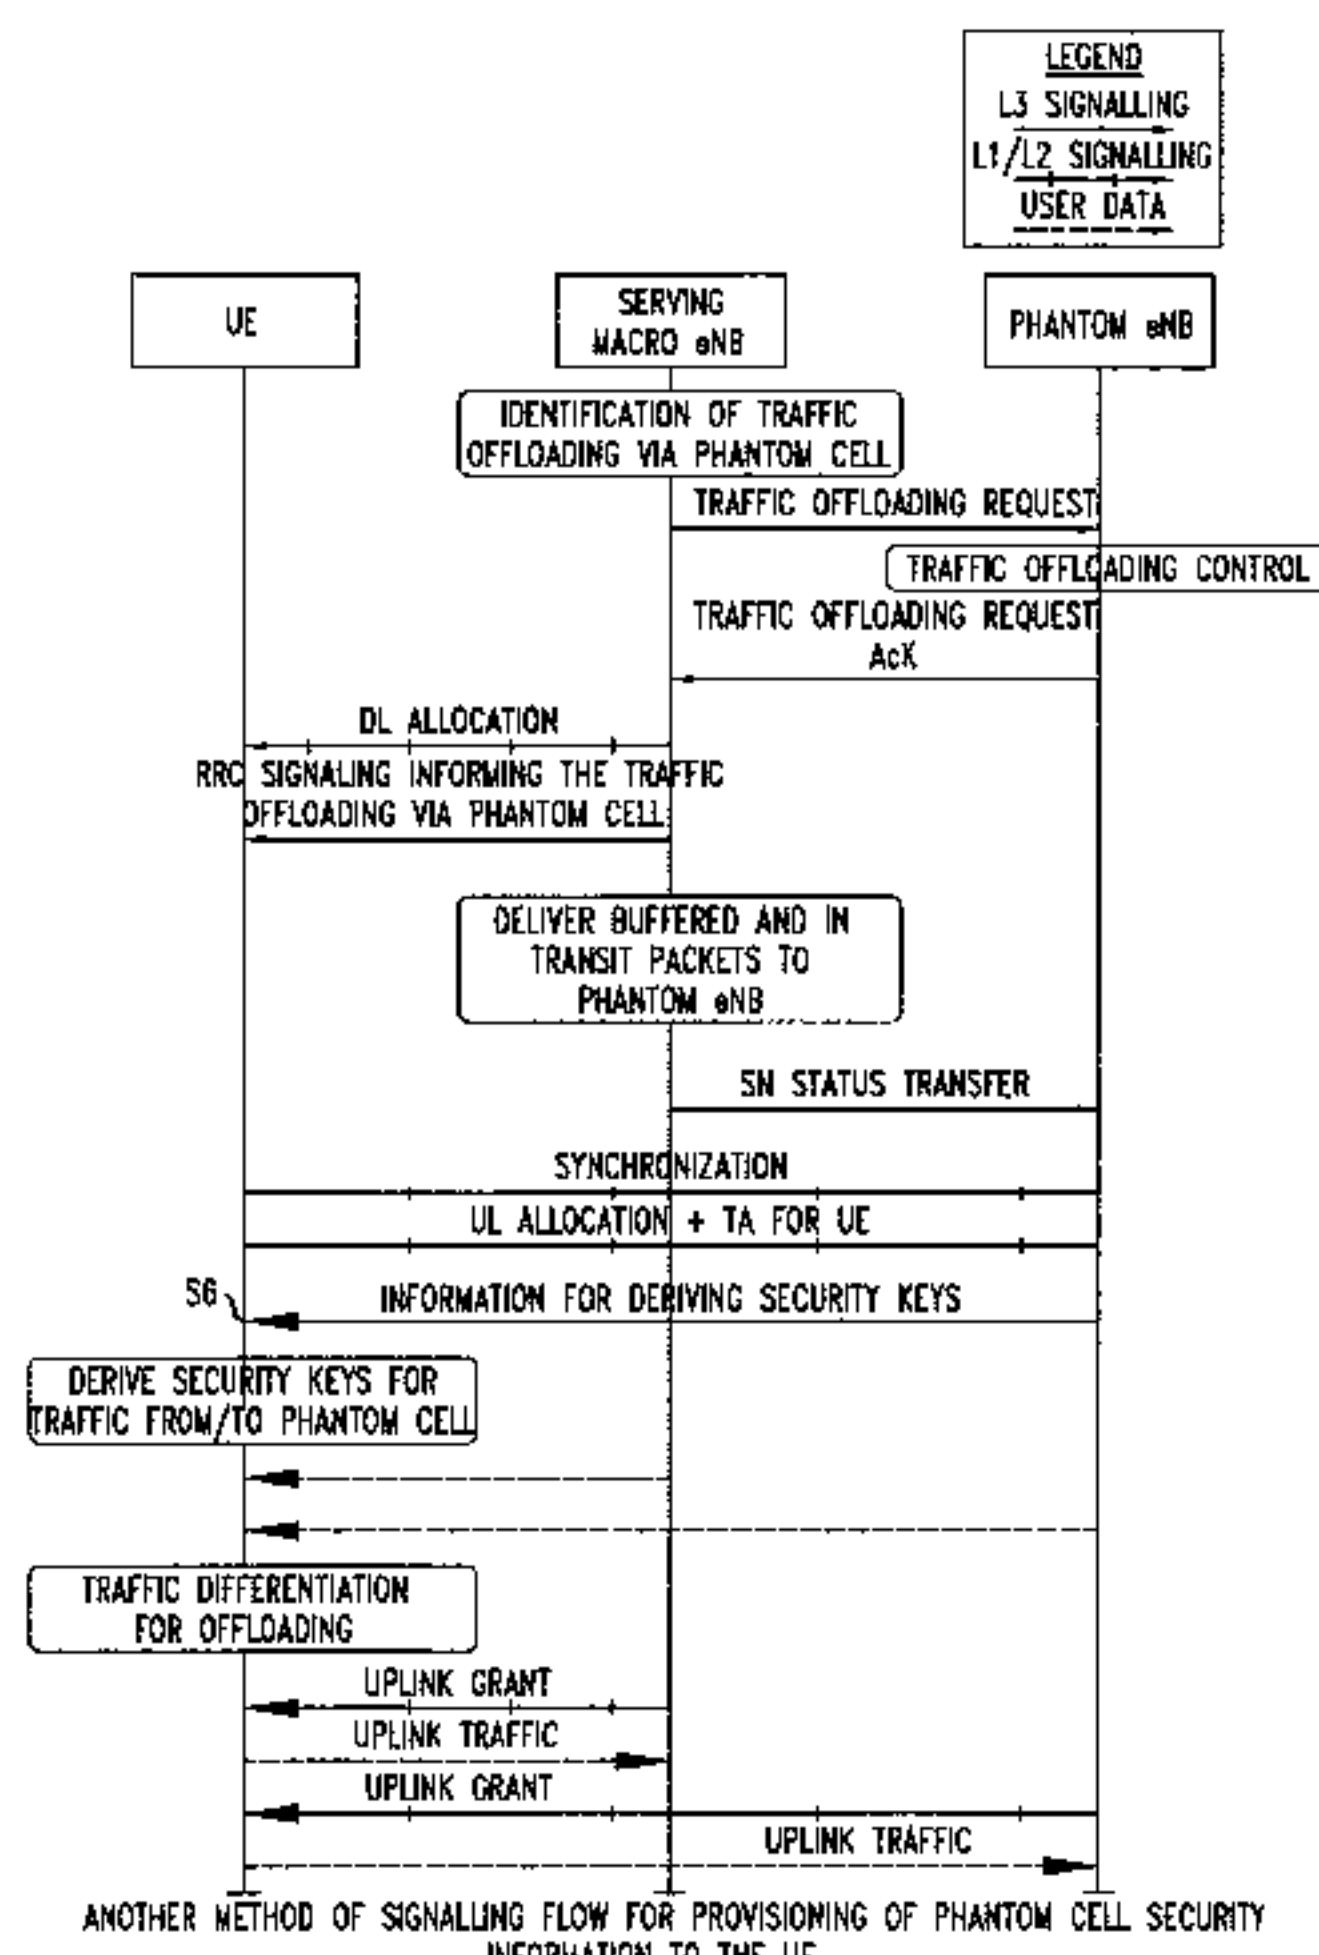 LEGEND
L3 SIGNALLING
L1/L2 SIGNALLING
USER DATA
UE
SERVING
MACRO eNB
PHANTOM eNB
IDENTIFICATION OF TRAFFIC
OFFLOADING VIA PHANTOM CELL
TRAFFIC OFFLOADING REQUEST
TRAFFIC OFFLOADING CONTROL
TRAFFIC OFFLOADING REQUEST
AcK
DL ALLOCATION
RRC SIGNALING INFORMING THE TRAFFIC
OFFLOADING VIA PHANTOM CELL
DELIVER BUFFERED AND IN
TRANSIT PACKETS TO
PHANTOM eNB
SN STATUS TRANSFER
SYNCHRONIZATION
UL ALLOCATION + TA FOR UE
S6
INFORMATION FOR DERIVING SECURITY KEYS
DERIVE SECURITY KEYS FOR
TRAFFIC FROM/TO PHANTOM CELL
TRAFFIC DIFFERENTIATION
FOR OFFLOADING
UPLINK GRANT
UPLINK TRAFFIC
UPLINK GRANT
UPLINK TRAFFIC
ANOTHER METHOD OF SIGNALLING FLOW FOR PROVISIONING OF PHANTOM CELL SECURITY
INFORMATION TO THE UE